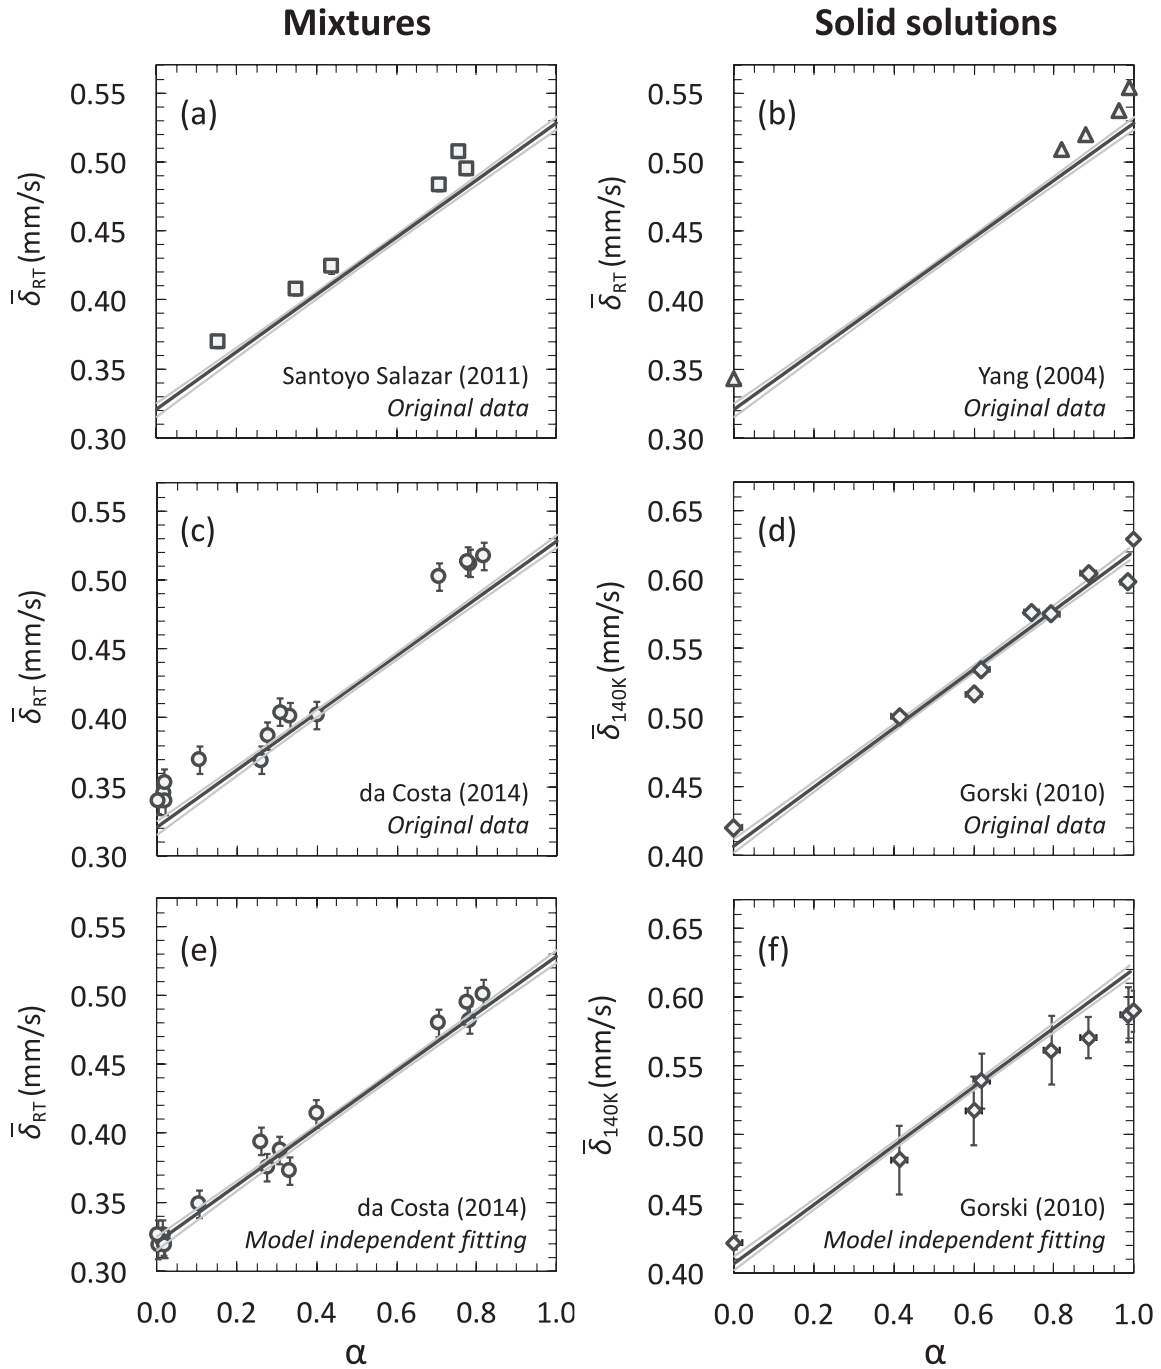 Mixtures
Solid solutions
0.55
0.50
0.45
0.40
0.35
0.30
δ̅RT (mm/s)
(a)
Santoyo Salazar (2011)
Original data
0.55
0.50
0.45
0.40
0.35
0.30
δ̅RT (mm/s)
(b)
Yang (2004)
Original data
0.55
0.50
0.45
0.40
0.35
0.30
δ̅RT (mm/s)
(c)
da Costa (2014)
Original data
0.65
0.60
0.55
0.50
0.45
0.40
δ̅140K (mm/s)
(d)
Gorski (2010)
Original data
0.55
0.50
0.45
0.40
0.35
0.30
δ̅RT (mm/s)
(e)
da Costa (2014)
Model independent fitting
0.0 0.2 0.4 0.6 0.8 1.0
α
0.65
0.60
0.55
0.50
0.45
0.40
δ̅140K (mm/s)
(f)
Gorski (2010)
Model independent fitting
0.0 0.2 0.4 0.6 0.8 1.0
α